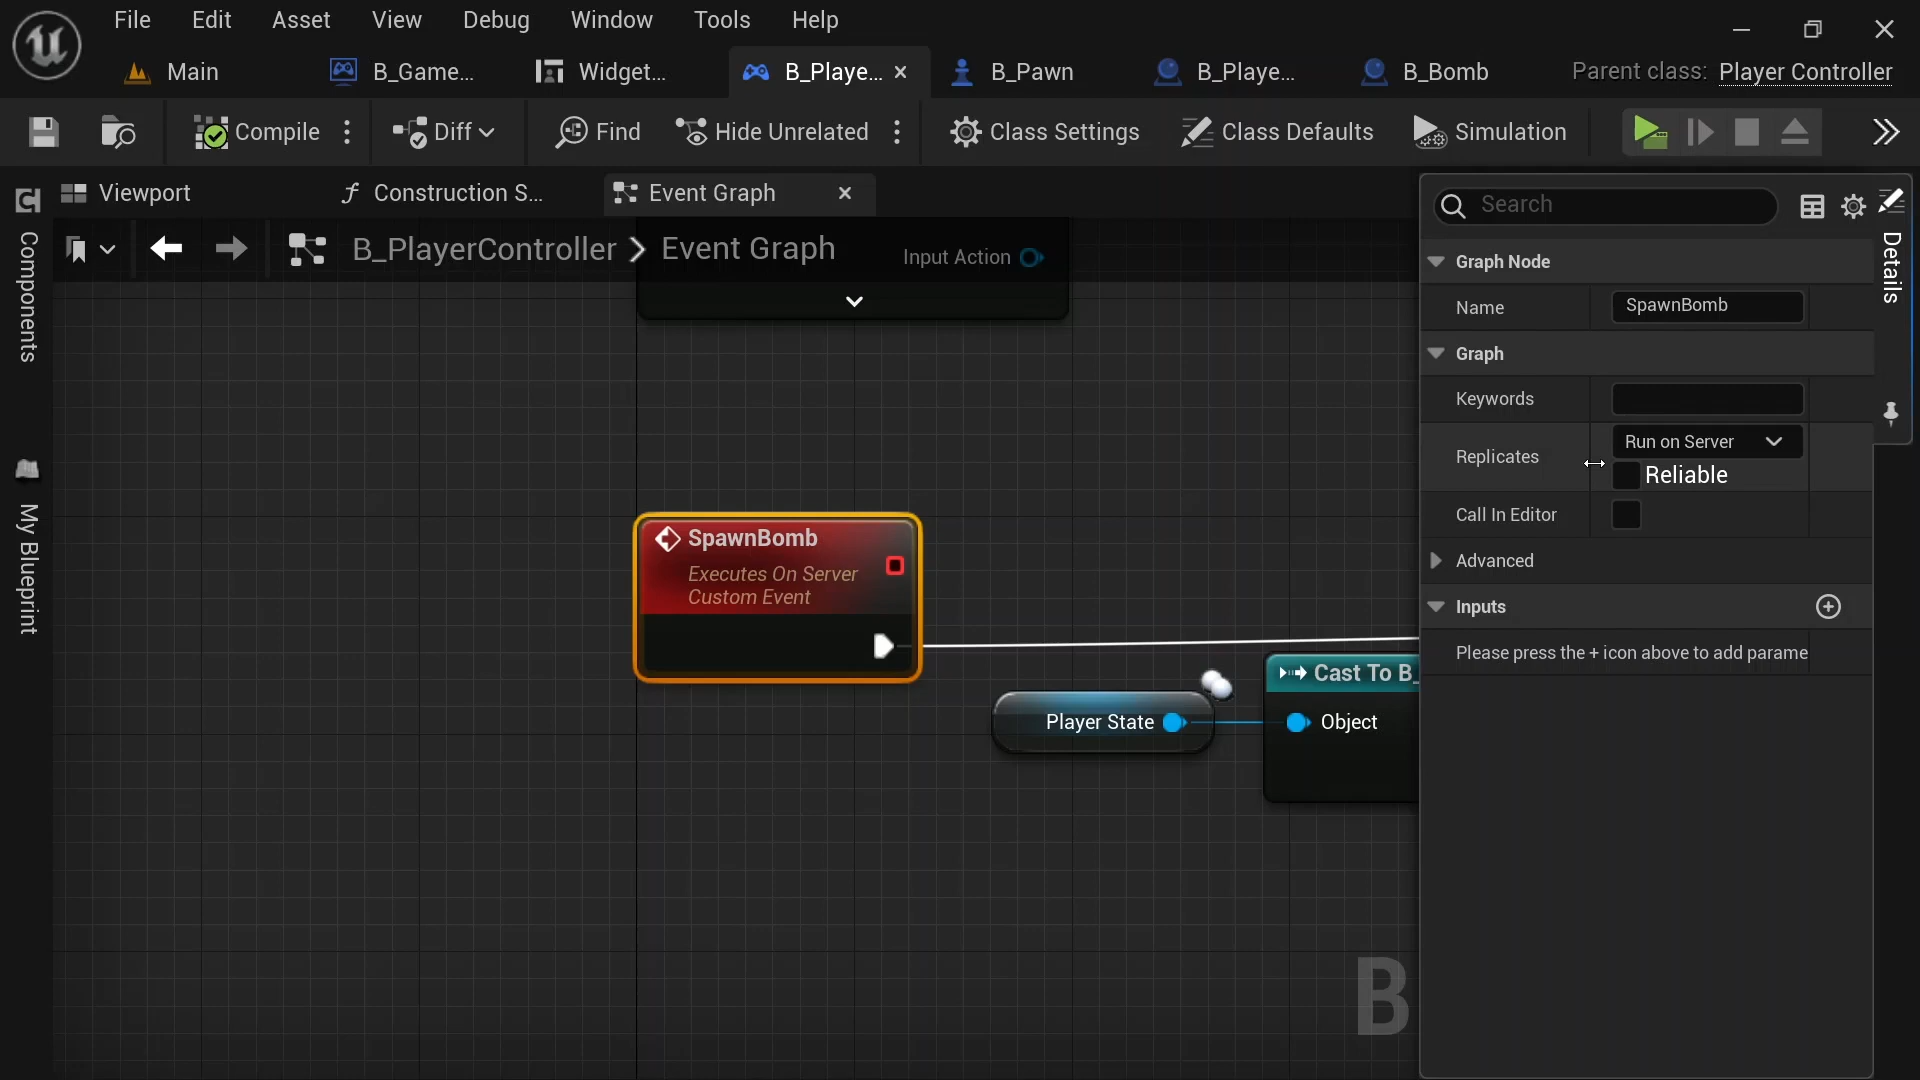 File Edit Asset View Debug Window Tools Help
Main B_Game... Widget... B_Playe... B_Pawn B_Playe... B_Bomb Parent class: Player Controller
Compile Diff Find Hide Unrelated Class Settings Class Defaults Simulation
Viewport Construction S... Event Graph
B_PlayerController Event Graph
Input Action
SpawnBomb
Executes On Server
Custom Event
Player State
Cast To B_
Object
B
Components
My Blueprint
Search
Details
Graph Node
Name SpawnBomb
Graph
Keywords
Replicates Run on Server
Reliable
Call In Editor
Advanced
Inputs
Please press the + icon above to add parame